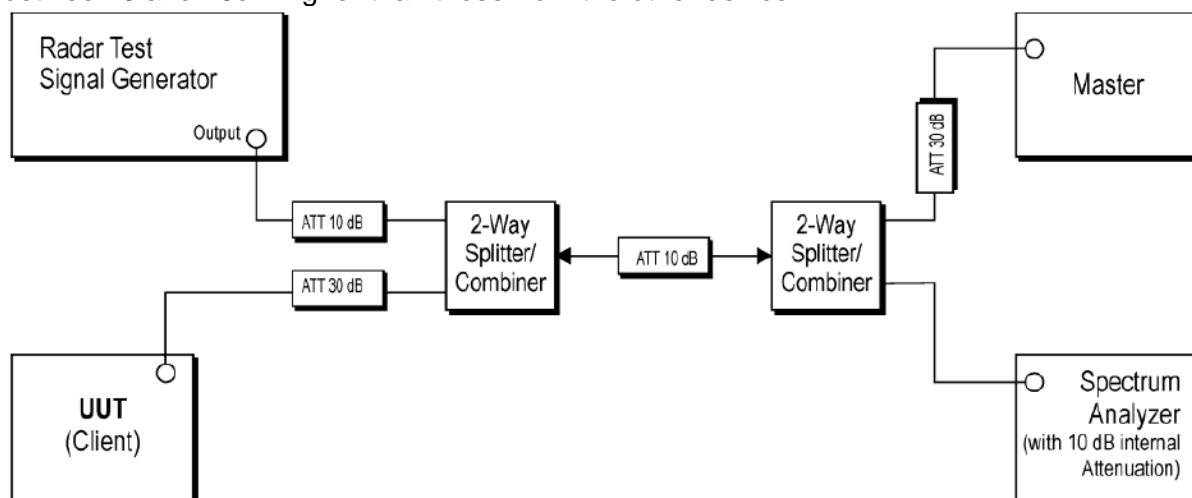 Radar Test
Signal Generator
Output
ATT 10 dB
ATT 30 dB
UUT
(Client)
2-Way
Splitter/
Combiner
ATT 10 dB
2-Way
Splitter/
Combiner
ATT 30 dB
Master
Spectrum
Analyzer
(with 10 dB internal
Attenuation)